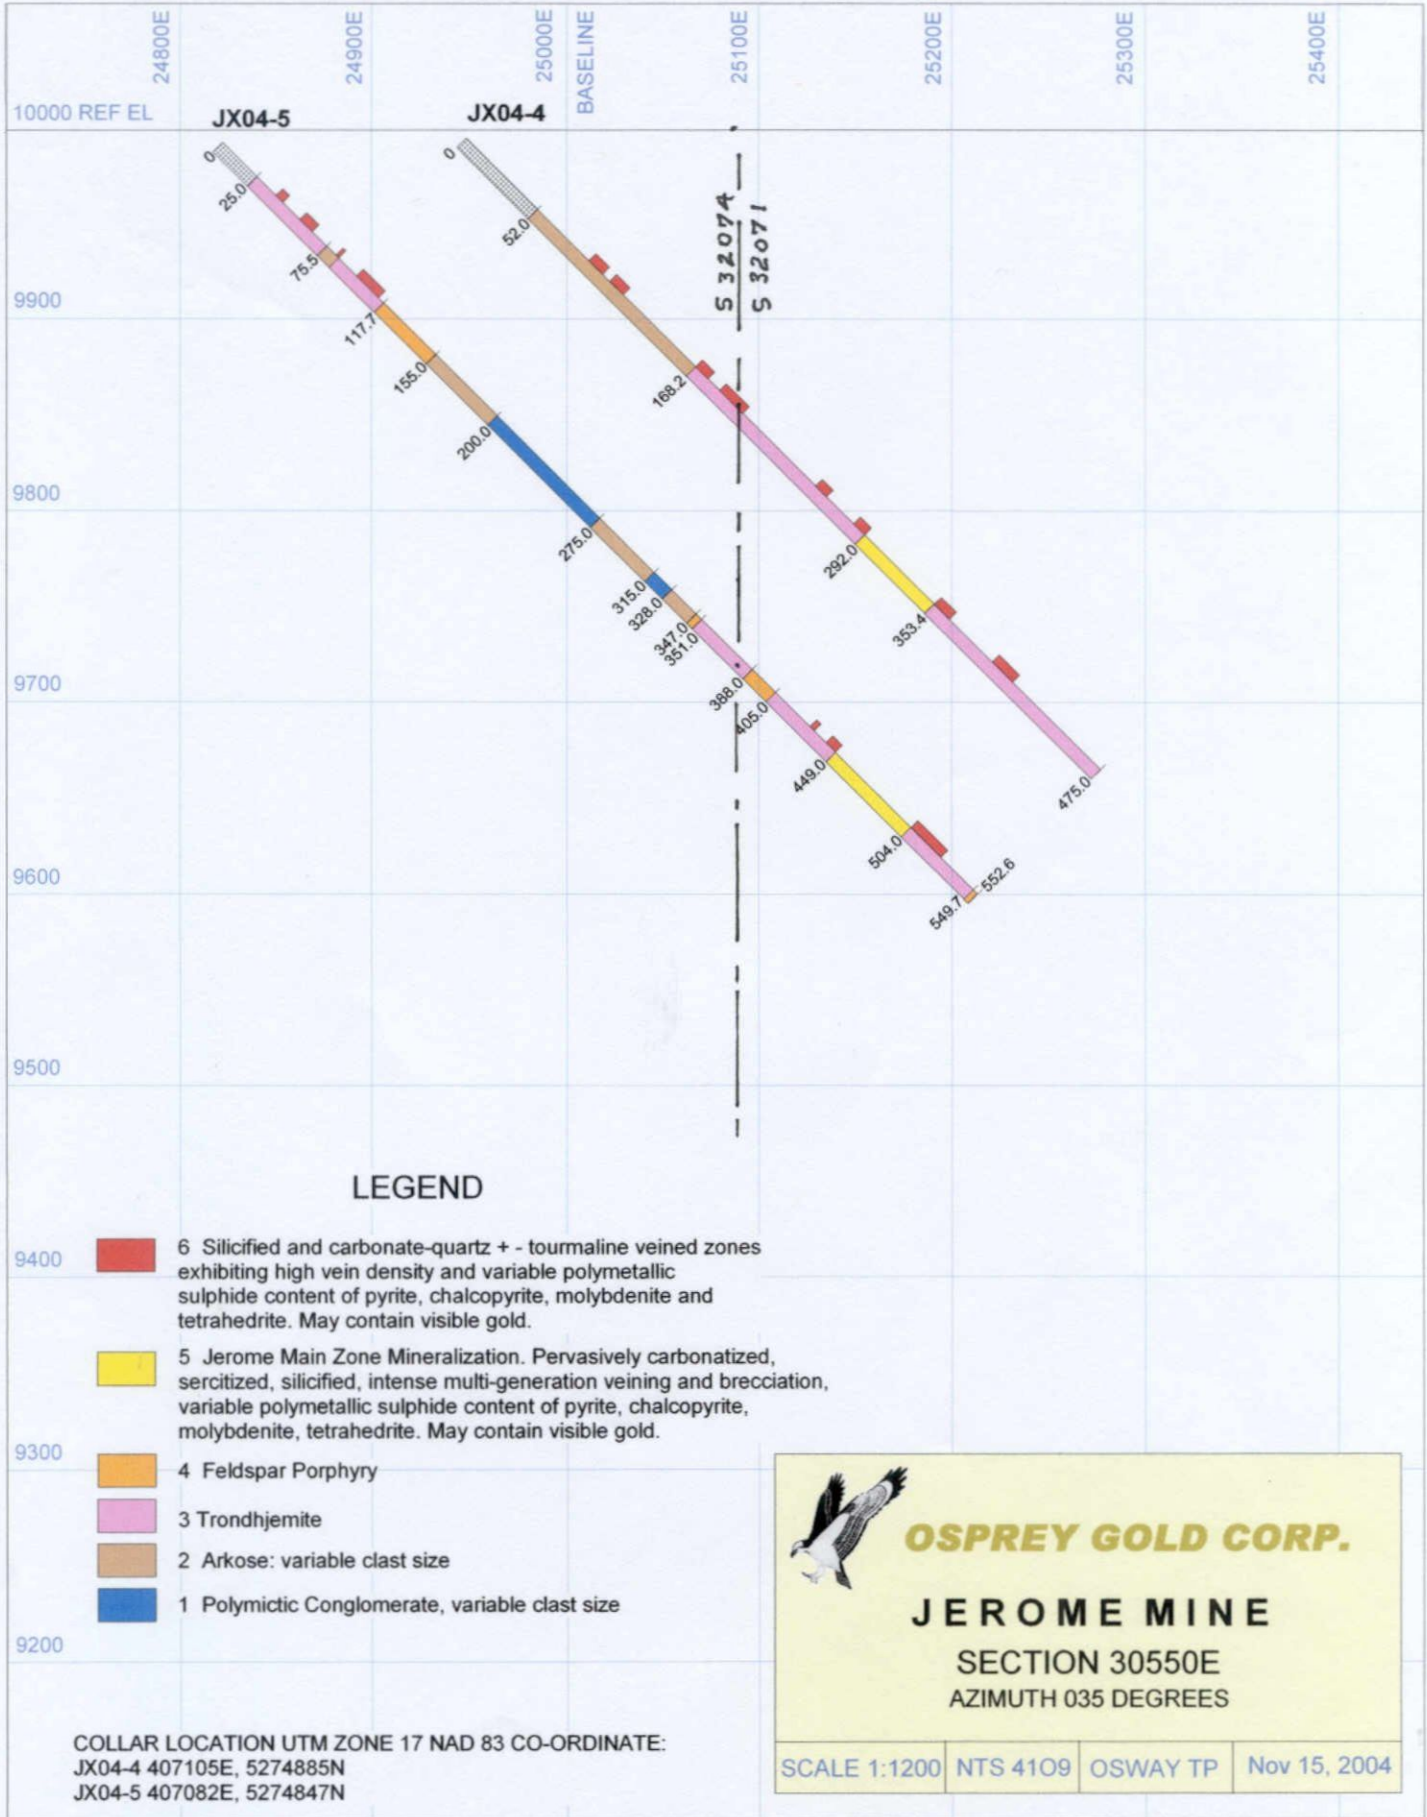 24800E
24900E
25000E
BASELINE
25100E
25200E
25300E
25400E
10000 REF EL
JX04-5
JX04-4
0
25.0
75.5
117.7
155.0
200.0
275.0
315.0
328.0
347.0
351.0
388.0
405.0
449.0
504.0
549.7
552.6
0
52.0
168.2
292.0
353.4
475.0
S 32074
S 32071
9900
9800
9700
9600
9500
9400
9300
9200
LEGEND
6 Silicified and carbonate-quartz + - tourmaline veined zones
exhibiting high vein density and variable polymetallic
sulphide content of pyrite, chalcopyrite, molybdenite and
tetrahedrite. May contain visible gold.
5 Jerome Main Zone Mineralization. Pervasively carbonatized,
sercitized, silicified, intense multi-generation veining and brecciation,
variable polymetallic sulphide content of pyrite, chalcopyrite,
molybdenite, tetrahedrite. May contain visible gold.
4 Feldspar Porphyry
3 Trondhjemite
2 Arkose: variable clast size
1 Polymictic Conglomerate, variable clast size
COLLAR LOCATION UTM ZONE 17 NAD 83 CO-ORDINATE:
JX04-4 407105E, 5274885N
JX04-5 407082E, 5274847N
OSPREY GOLD CORP.
JEROME MINE
SECTION 30550E
AZIMUTH 035 DEGREES
SCALE 1:1200 NTS 41O9 OSWAY TP Nov 15, 2004